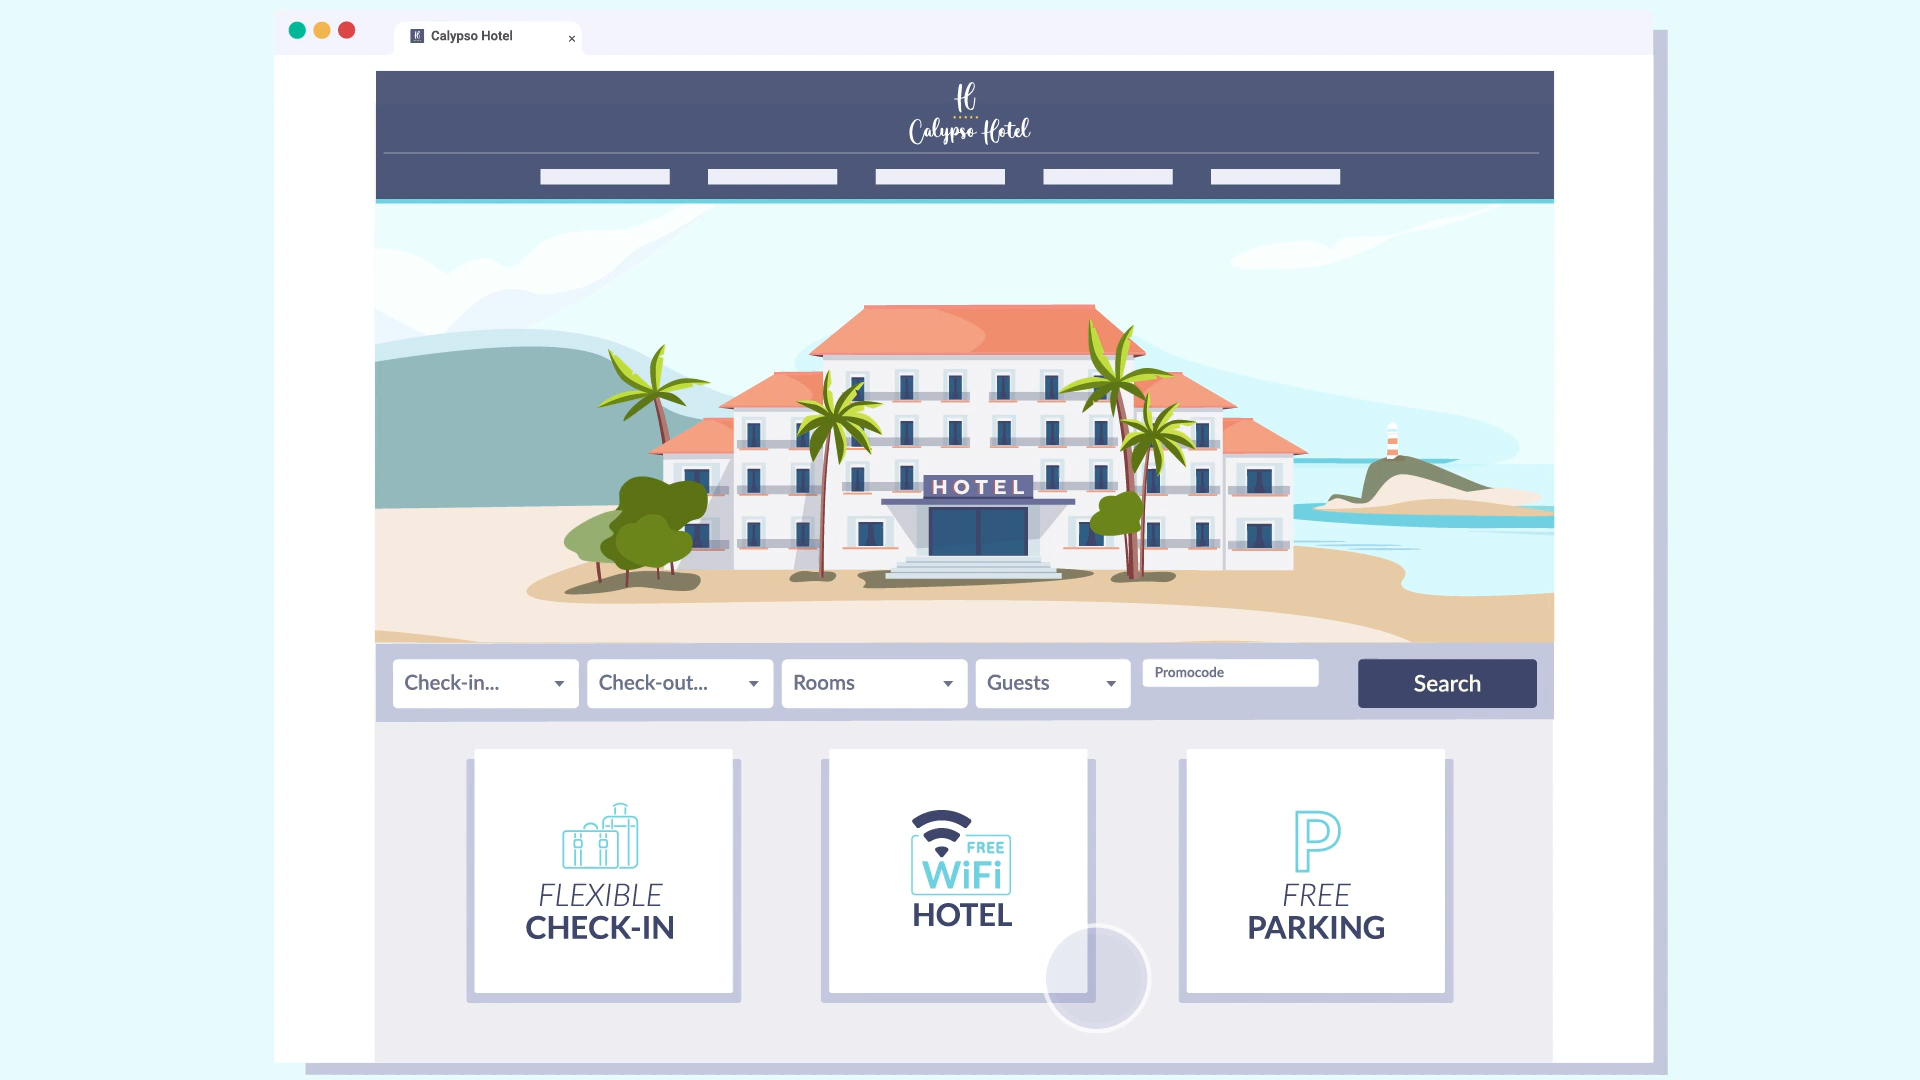 Calypso Hotel
H
Calypso Hotel
HOTEL
Check-in...
Check-out...
Rooms
Guests
Promocode
Search
FLEXIBLE
CHECK-IN
FREE
WiFi
HOTEL
P
FREE
PARKING